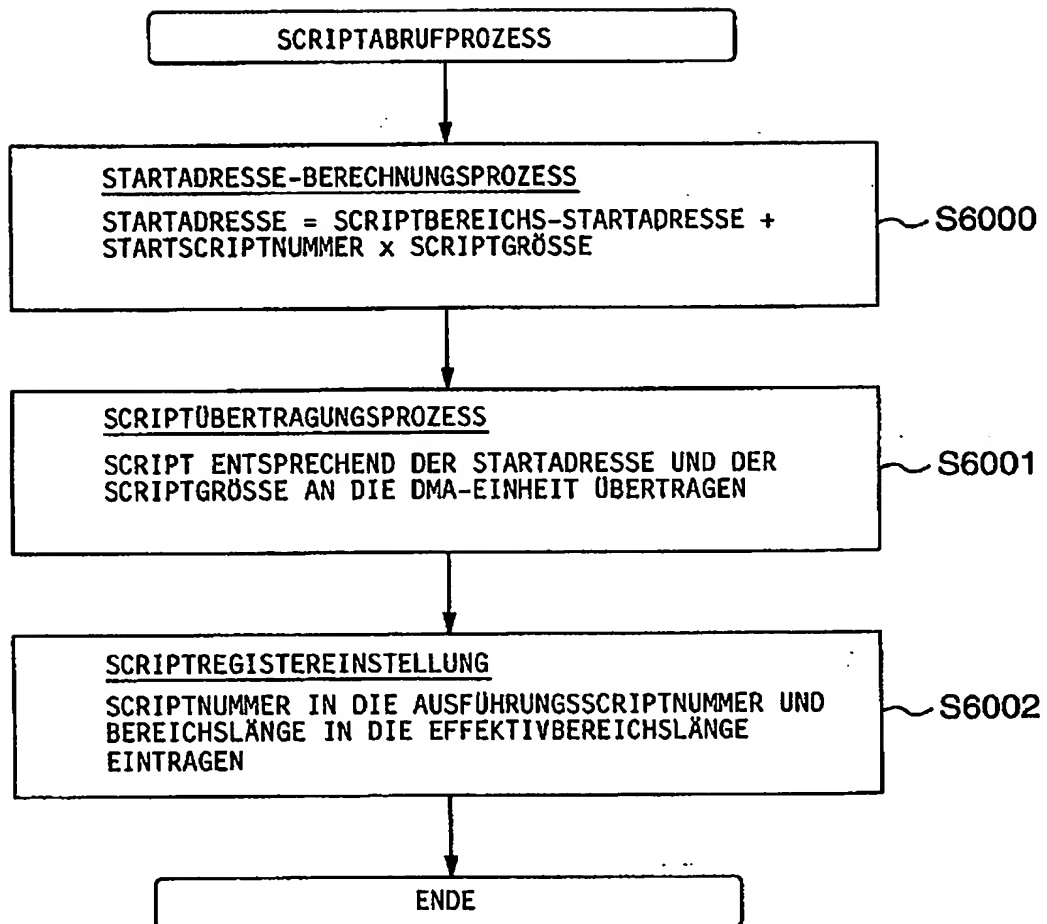 SCRIPTABRUFPROZESS
STARTADRESSE-BERECHNUNGSPROZESS
STARTADRESSE = SCRIPTBEREICHS-STARTADRESSE +
STARTSCRIPTNUMMER x SCRIPTGRÖSSE
S6000
SCRIPTÜBERTRAGUNGSPROZESS
SCRIPT ENTSPRECHEND DER STARTADRESSE UND DER
SCRIPTGRÖSSE AN DIE DMA-EINHEIT ÜBERTRAGEN
S6001
SCRIPTREGISTEREINSTELLUNG
SCRIPTNUMMER IN DIE AUSFÜHRUNGSSCRIPTNUMMER UND
BEREICHSLÄNGE IN DIE EFFEKTIVBEREICHSLÄNGE
EINTRAGEN
S6002
ENDE